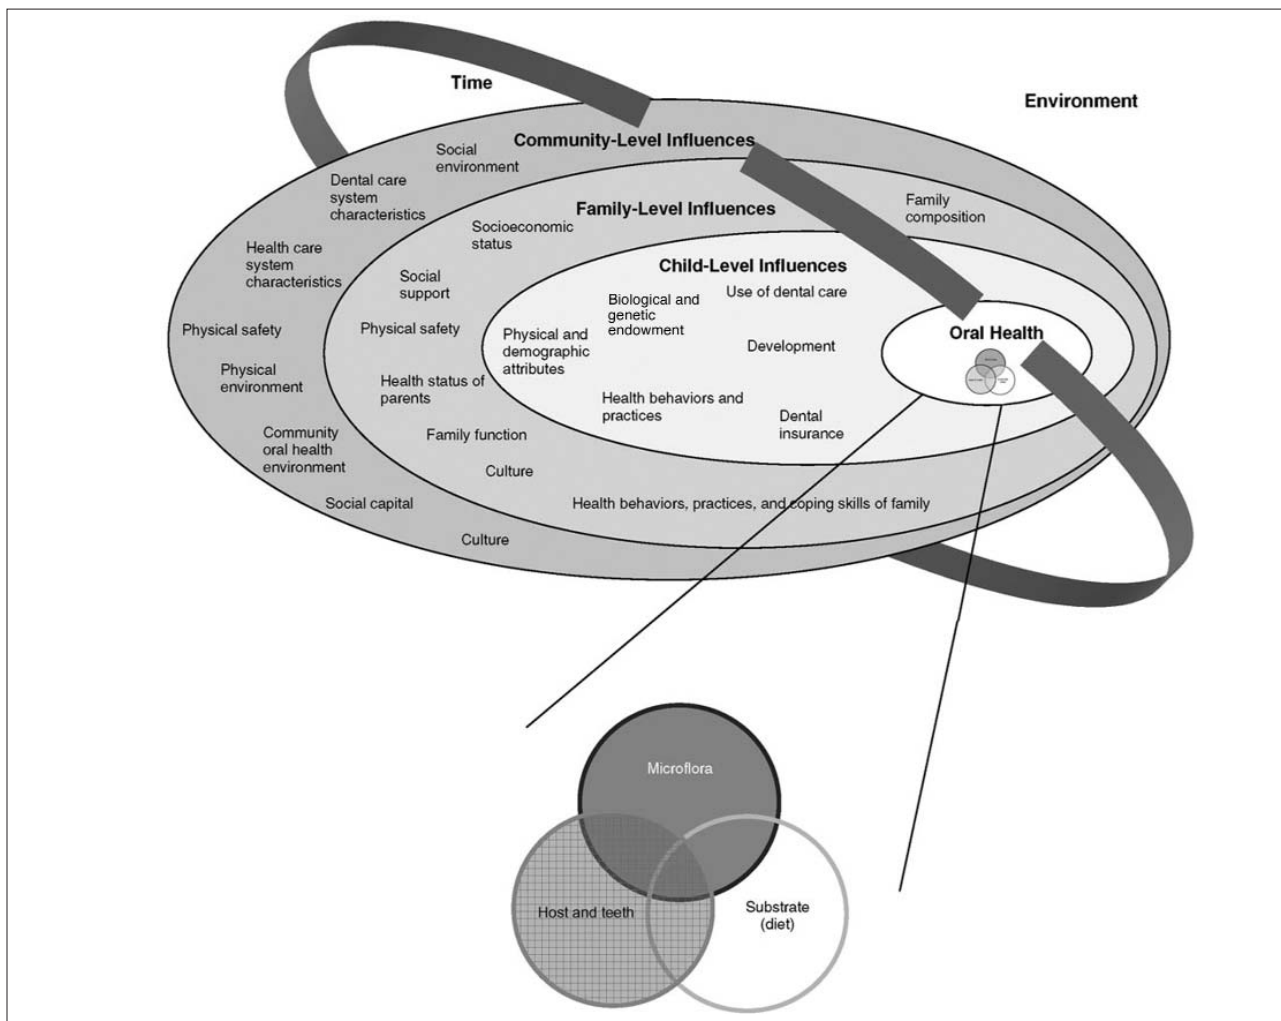 Time
Environment
Community-Level Influences
Social
environment
Dental care
system
characteristics
Health care
system
characteristics
Physical safety
Physical
environment
Community
oral health
environment
Social capital
Culture
Family-Level Influences
Family
composition
Socioeconomic
status
Social
support
Physical safety
Health status of
parents
Family function
Culture
Health behaviors, practices, and coping skills of family
Child-Level Influences
Biological and
genetic
endowment
Use of dental care
Physical and
demographic
attributes
Development
Health behaviors and
practices
Dental
insurance
Oral Health
Microflora
Host and teeth
Substrate
(diet)